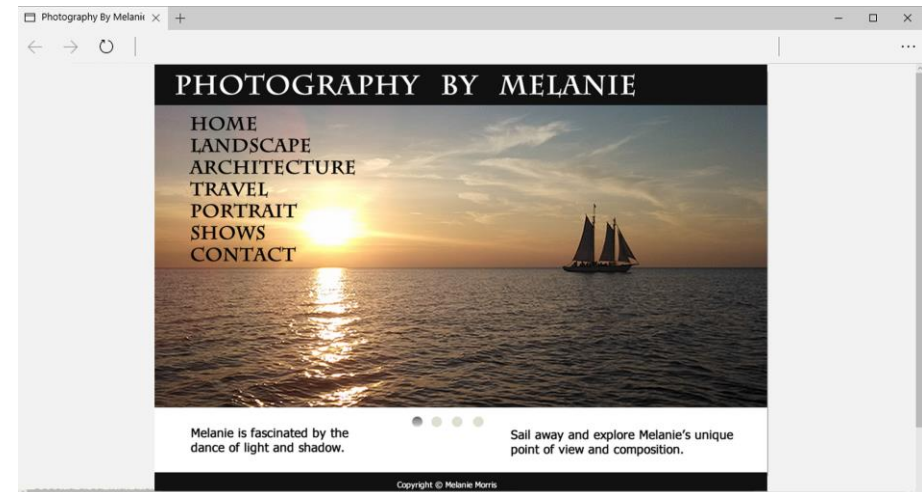 Photography By Melani
PHOTOGRAPHY BY MELANIE
HOME
LANDSCAPE
ARCHITECTURE
TRAVEL
PORTRAIT
SHOWS
CONTACT
Melanie is fascinated by the
dance of light and shadow.
Sail away and explore Melanie's unique
point of view and composition.
Copyright © Melanie Morris